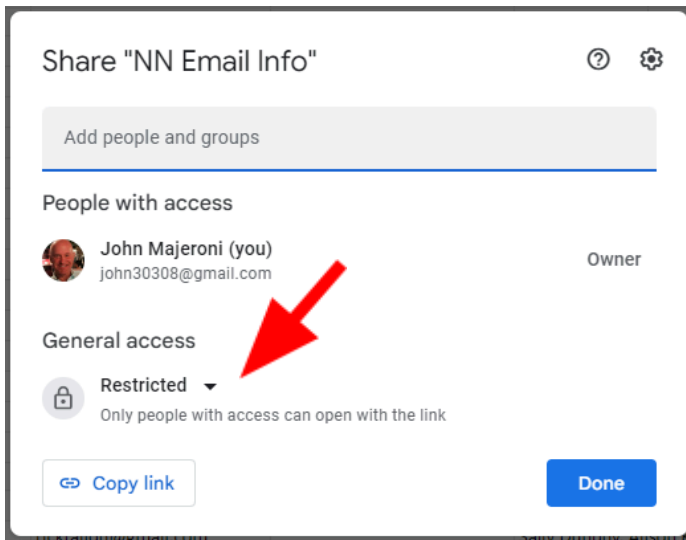 Share "NN Email Info"
Add people and groups
People with access
John Majeroni (you)
john30308@gmail.com
Owner
General access
Restricted
Only people with access can open with the link
Copy link
Done